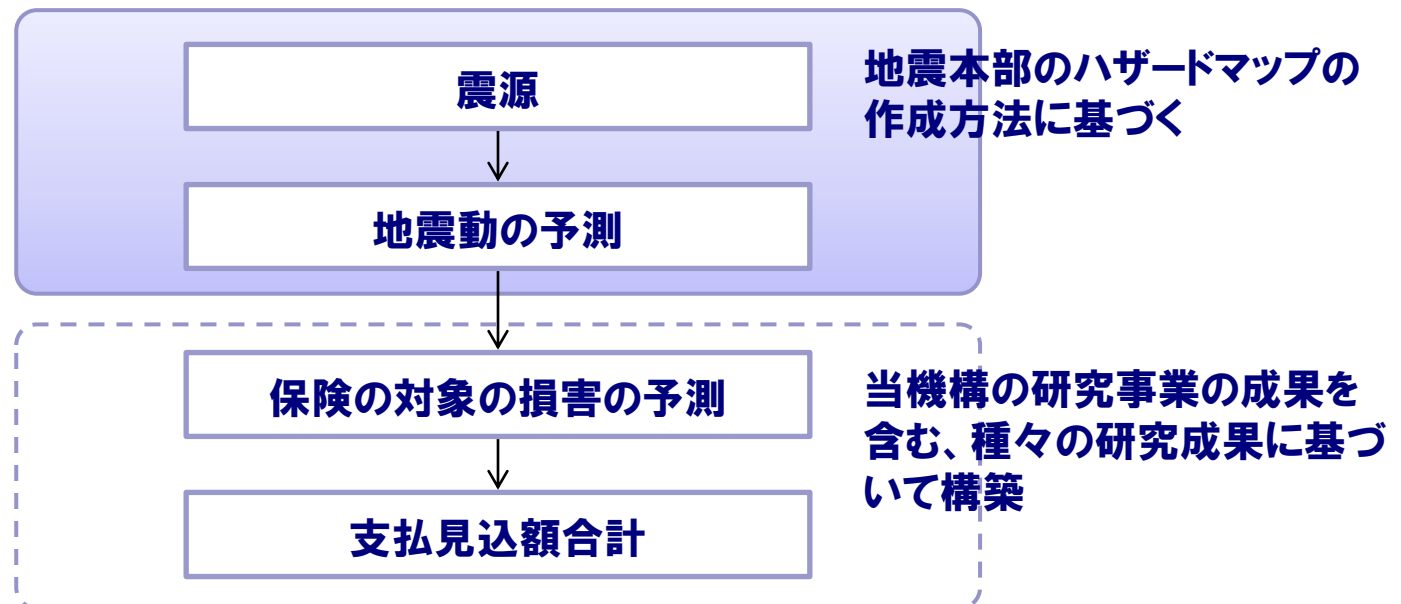 震源
地震本部のハザードマップの
作成方法に基づく
地震動の予測
保険の対象の損害の予測
当機構の研究事業の成果を
含む、種々の研究成果に基づ
いて構築
支払見込額合計